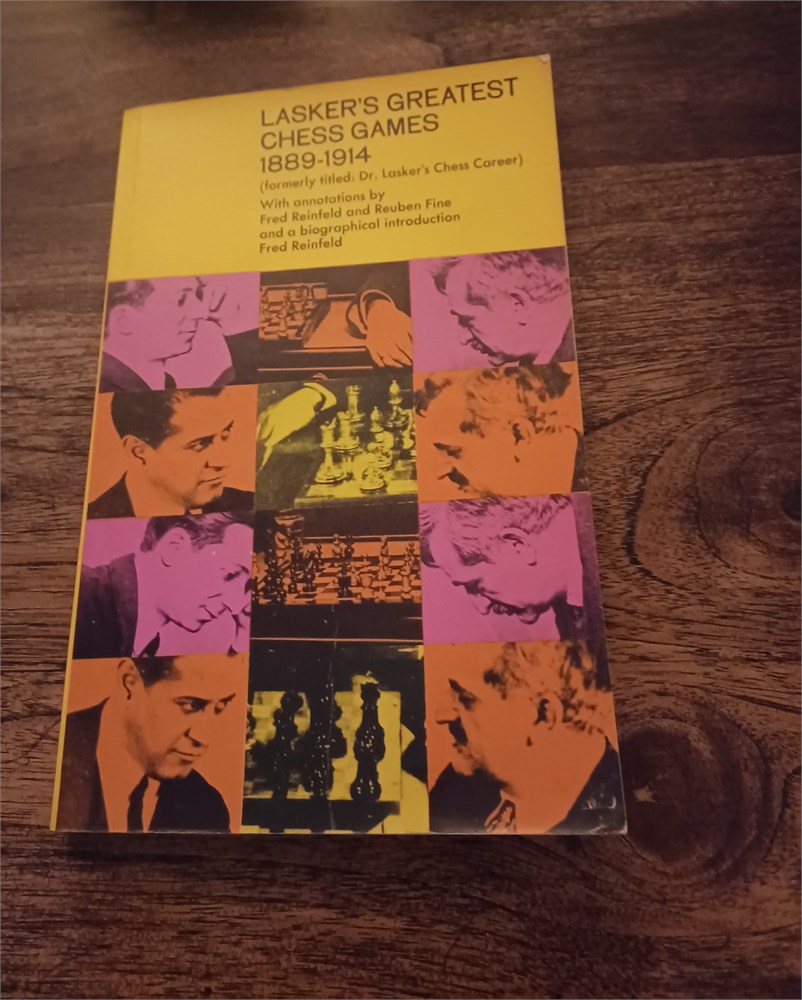 LASKER'S GREATEST
CHESS GAMES
1889-1914
(formerly titled: Dr. Lasker's Chess Career)
With annotations by
Fred Reinfeld and Reuben Fine
and a biographical introduction
Fred Reinfeld